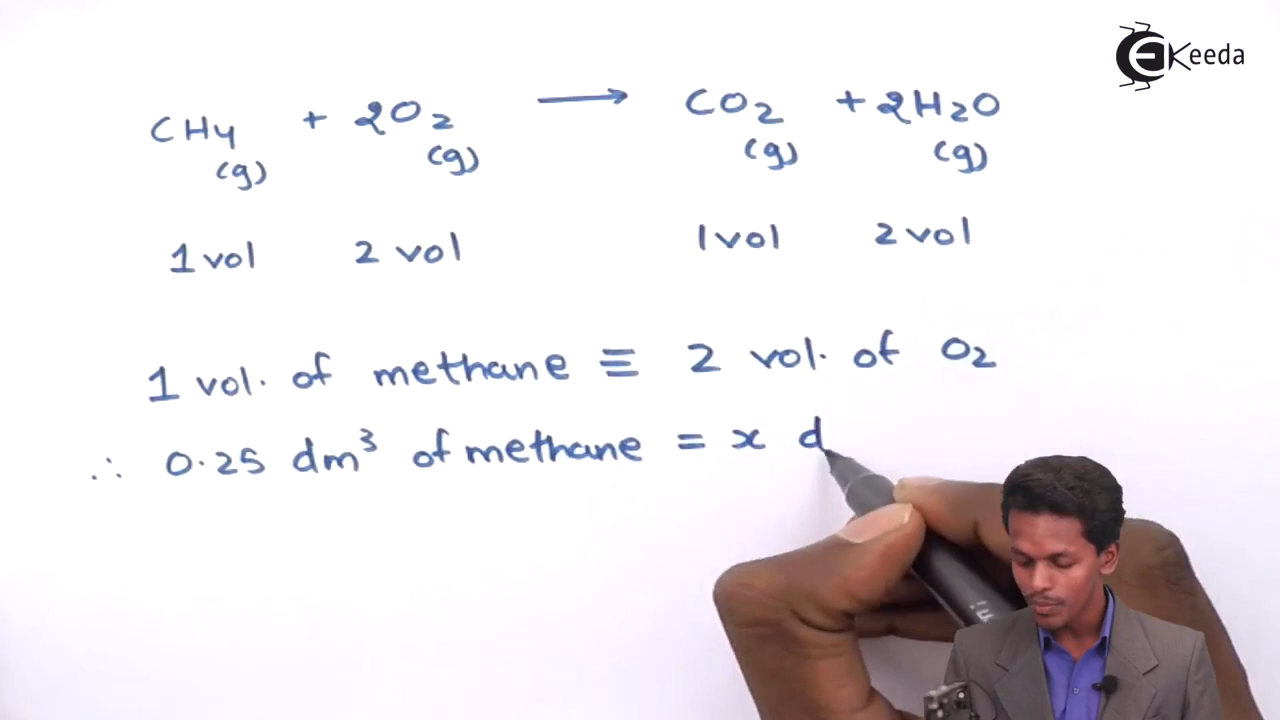 EKeeda
CH4 + 2O2 → CO2 + 2H2O
(g) (g) (g) (g)
1 vol 2 vol 1 vol 2 vol
1 vol. of methane ≡ 2 vol. of O2
∴ 0.25 dm³ of methane = x d